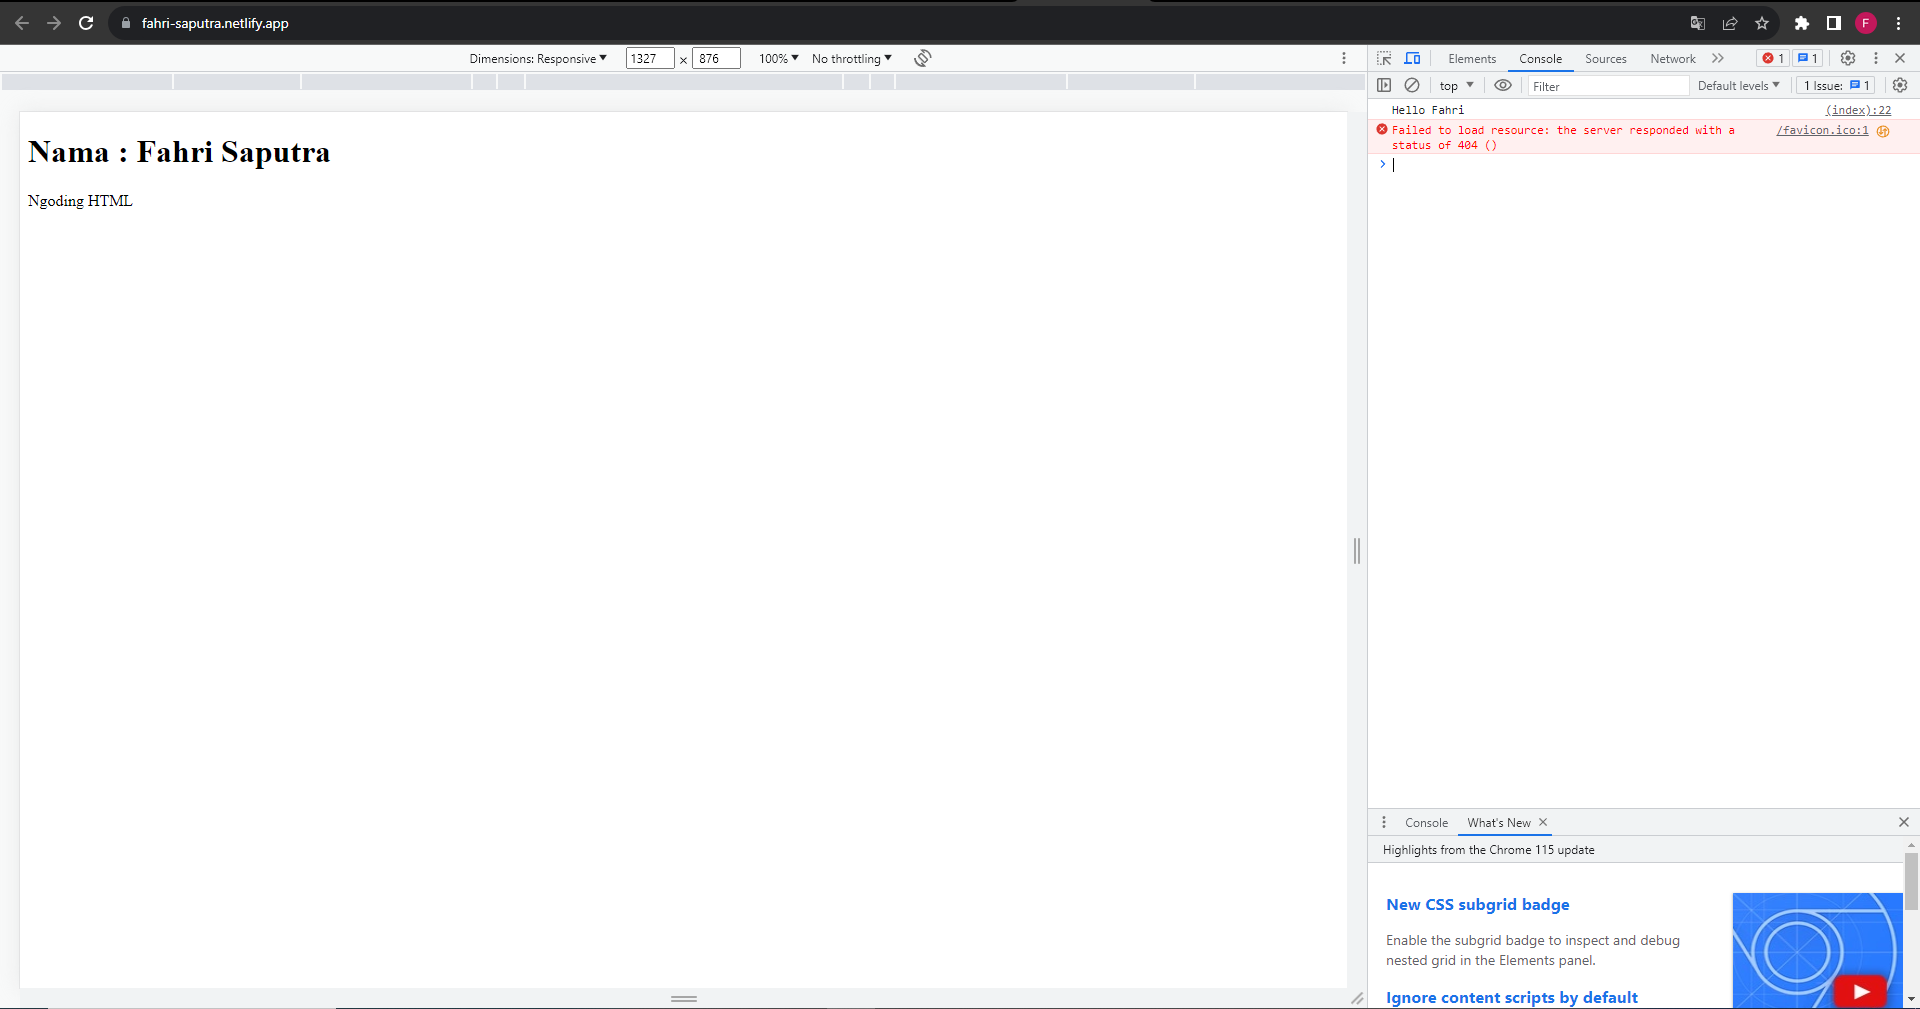 fahri-saputra.netlify.app
F
Dimensions: Responsive 1327 × 876 100% No throttling
Elements Console Sources Network 1 1
top Filter Default levels 1 Issue: 1
Nama : Fahri Saputra
Ngoding HTML
Hello Fahri (index):22
Failed to load resource: the server responded with a /favicon.ico:1
status of 404 ()
Console What's New
Highlights from the Chrome 115 update
New CSS subgrid badge
Enable the subgrid badge to inspect and debug
nested grid in the Elements panel.
Ignore content scripts by default